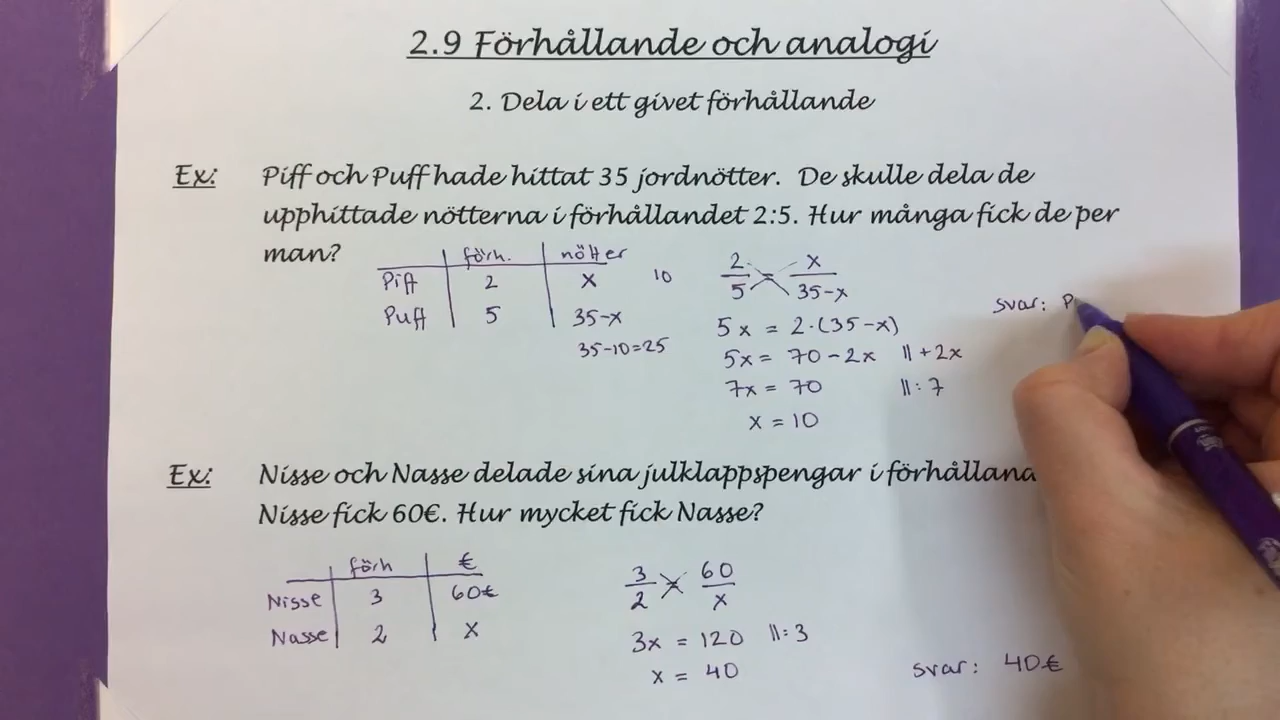 2.9 Förhållande och analogi
2. Dela i ett givet förhållande
Ex: Piff och Puff hade hittat 35 jordnötter. De skulle dela de
upphittade nötterna i förhållandet 2:5. Hur många fick de per
man?
förh. nötter
Piff 2 x 10
Puff 5 35-x
35-10=25
2/5 = x/35-x
5x = 2·(35-x)
5x = 70-2x ||+2x
7x = 70 ||:7
x = 10
svar: P
Ex: Nisse och Nasse delade sina julklappspengar i
Nisse fick 60€. Hur mycket fick Nasse?
förh €
Nisse 3 60€
Nasse 2 x
3/2 = 60/x
3x = 120 ||:3
x = 40
svar: 40€